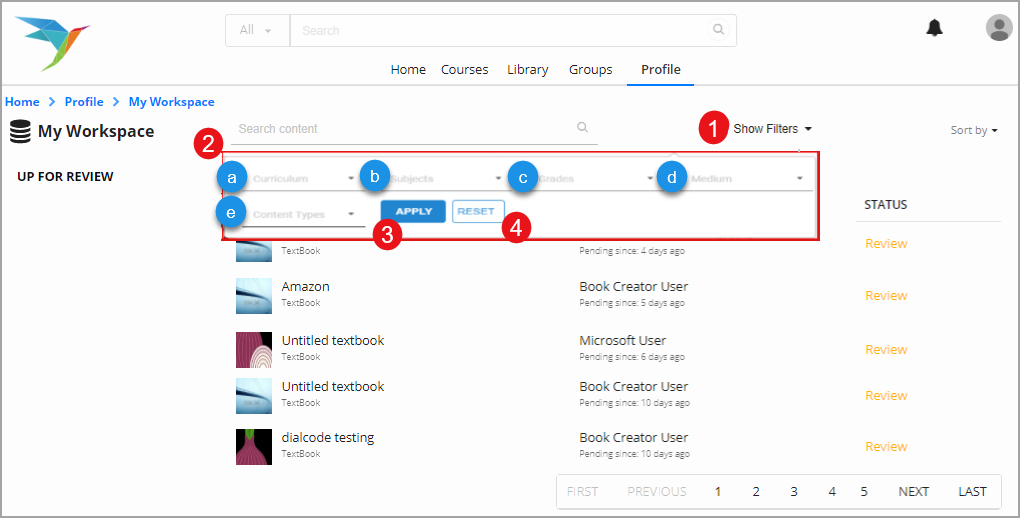 All
Search
Home Courses Library Groups Profile
Home > Profile > My Workspace
My Workspace
Search content
1
Show Filters
Sort by
2
UP FOR REVIEW
a Curriculum b Subjects c Grades d Medium
e Content Types APPLY RESET
3 4
STATUS
TextBook Pending since: 4 days ago Review
Amazon Book Creator User
TextBook Pending since: 5 days ago Review
Untitled textbook Microsoft User
TextBook Pending since: 6 days ago Review
Untitled textbook Book Creator User
TextBook Pending since: 10 days ago Review
dialcode testing Book Creator User
TextBook Pending since: 10 days ago Review
FIRST PREVIOUS 1 2 3 4 5 NEXT LAST